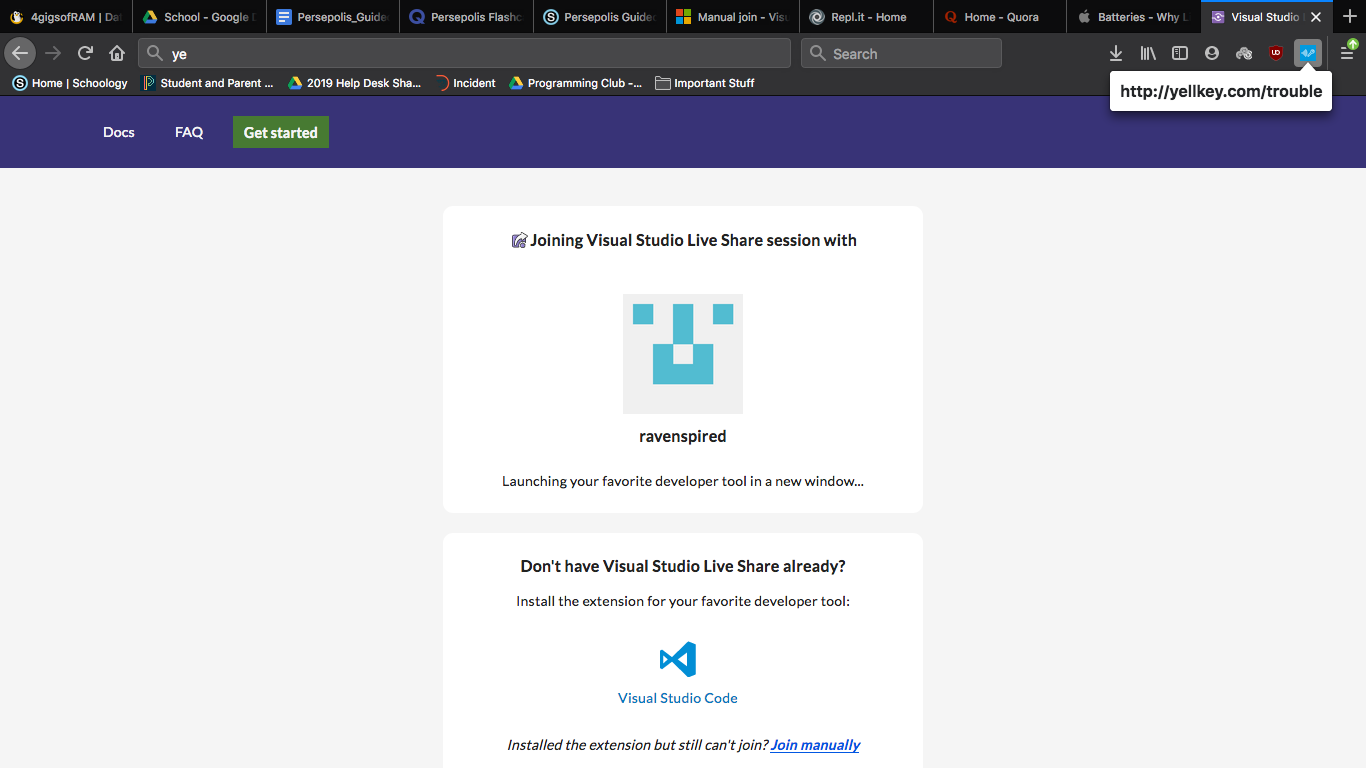 4gigsofRAM | Da
School - Google D
Persepolis_Guide
Persepolis Flashc
Persepolis Guide
Manual join - Visu
Repl.it - Home
Home - Quora
Batteries - Why L
Visual Studio L
ye
Search
http://yellkey.com/trouble
Home | Schoology
Student and Parent ...
2019 Help Desk Sha...
Incident
Programming Club -...
Important Stuff
Docs
FAQ
Get started
Joining Visual Studio Live Share session with
ravenspired
Launching your favorite developer tool in a new window...
Don't have Visual Studio Live Share already?
Install the extension for your favorite developer tool:
Visual Studio Code
Installed the extension but still can't join? Join manually